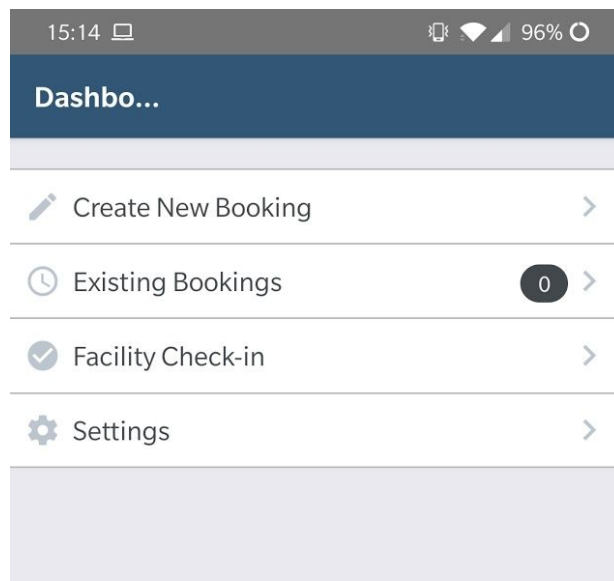 15:14 96%
Dashbo...
Create New Booking
Existing Bookings 0
Facility Check-in
Settings